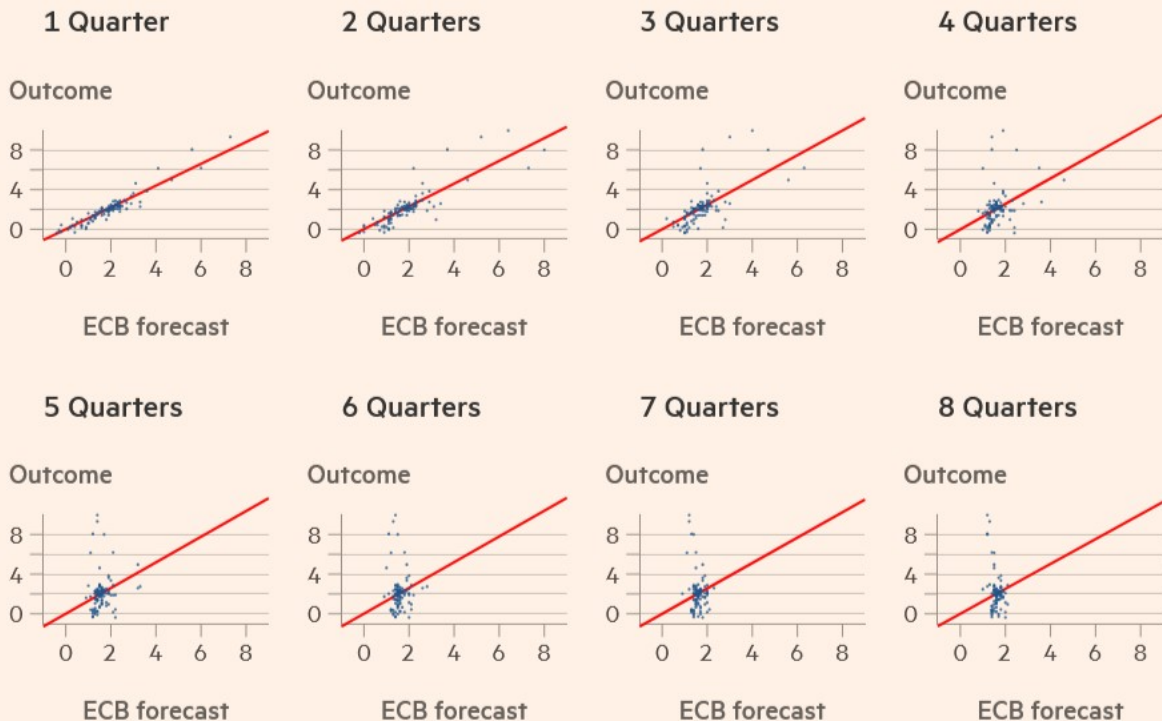 1 Quarter 2 Quarters 3 Quarters 4 Quarters
Outcome Outcome Outcome Outcome
8 8 8 8
4 4 4 4
0 0 0 0
0 2 4 6 8 0 2 4 6 8 0 2 4 6 8 0 2 4 6 8
ECB forecast ECB forecast ECB forecast ECB forecast
5 Quarters 6 Quarters 7 Quarters 8 Quarters
Outcome Outcome Outcome Outcome
8 8 8 8
4 4 4 4
0 0 0 0
0 2 4 6 8 0 2 4 6 8 0 2 4 6 8 0 2 4 6 8
ECB forecast ECB forecast ECB forecast ECB forecast